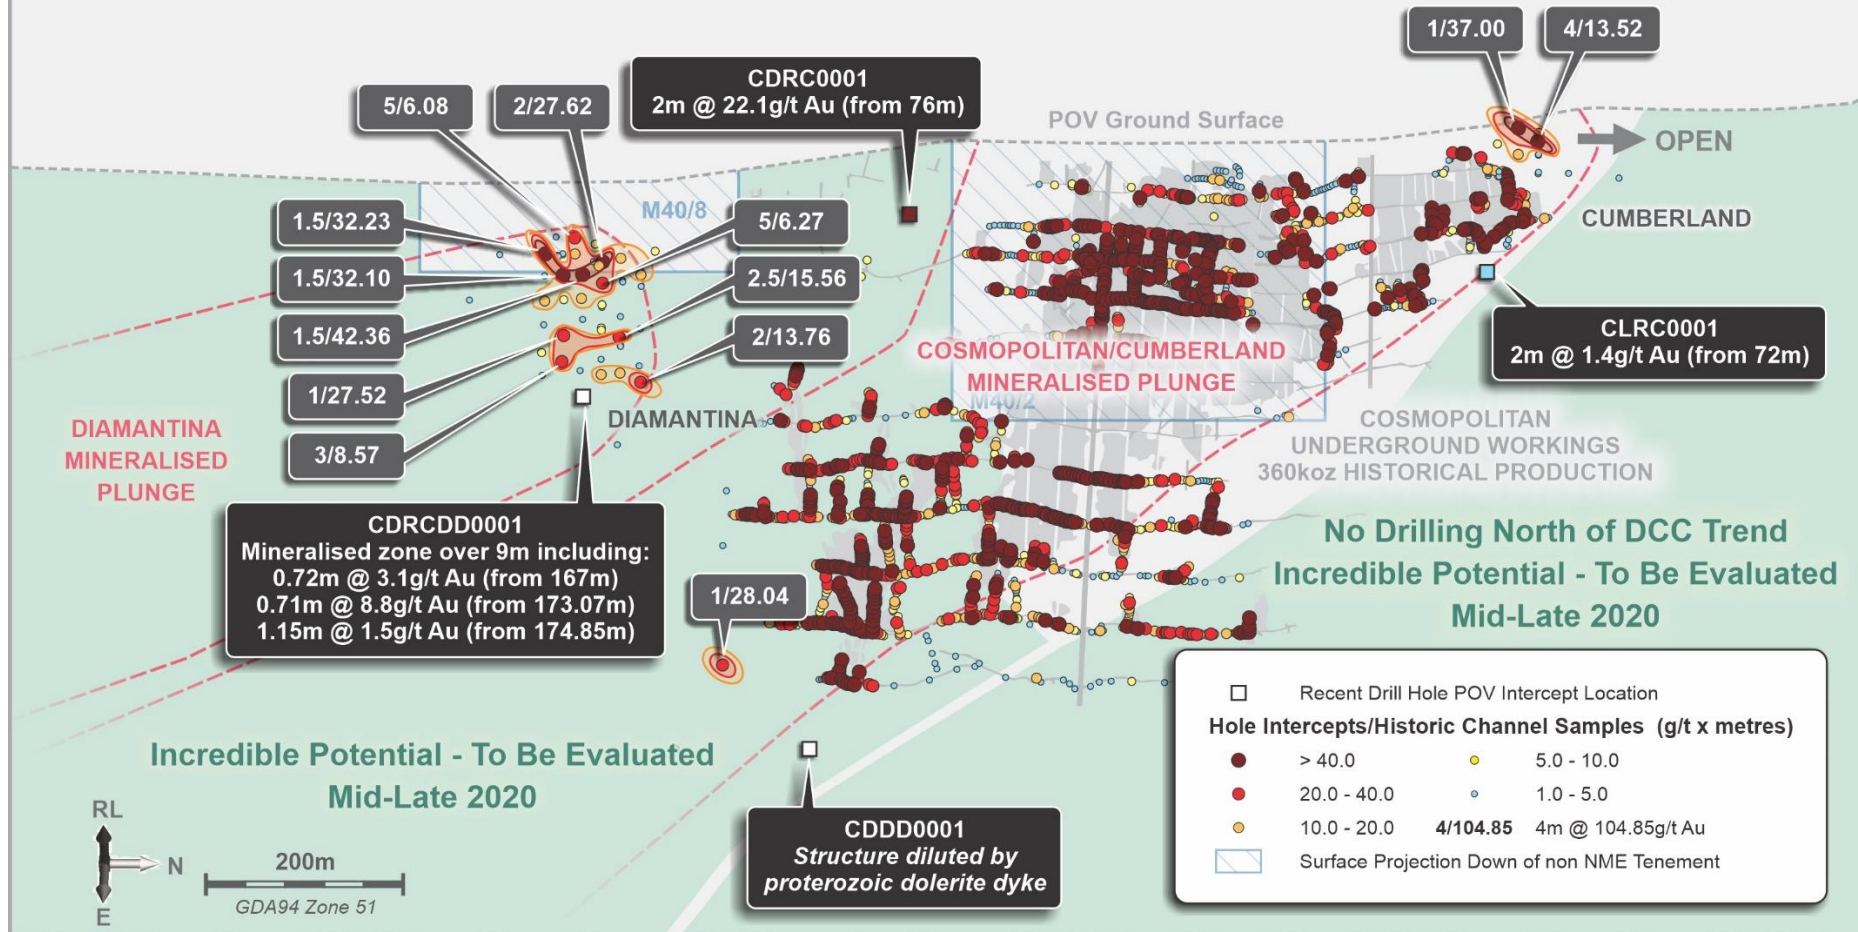 1/37.00
4/13.52
5/6.08
2/27.62
CDRC0001
2m @ 22.1g/t Au (from 76m)
POV Ground Surface
OPEN
M40/8
1.5/32.23
5/6.27
CUMBERLAND
1.5/32.10
2.5/15.56
1.5/42.36
2/13.76
CLRC0001
2m @ 1.4g/t Au (from 72m)
COSMOPOLITAN/CUMBERLAND
MINERALISED PLUNGE
M40/2
1/27.52
DIAMANTINA
3/8.57
DIAMANTINA
MINERALISED
PLUNGE
COSMOPOLITAN
UNDERGROUND WORKINGS
360koz HISTORICAL PRODUCTION
CDRCDD0001
Mineralised zone over 9m including:
0.72m @ 3.1g/t Au (from 167m)
0.71m @ 8.8g/t Au (from 173.07m)
1.15m @ 1.5g/t Au (from 174.85m)
No Drilling North of DCC Trend
Incredible Potential - To Be Evaluated
Mid-Late 2020
1/28.04
Incredible Potential - To Be Evaluated
Mid-Late 2020
CDDD0001
Structure diluted by
proterozoic dolerite dyke
RL
N
E
200m
GDA94 Zone 51
Recent Drill Hole POV Intercept Location
Hole Intercepts/Historic Channel Samples (g/t x metres)
> 40.0
5.0 - 10.0
20.0 - 40.0
1.0 - 5.0
10.0 - 20.0
4/104.85 4m @ 104.85g/t Au
Surface Projection Down of non NME Tenement